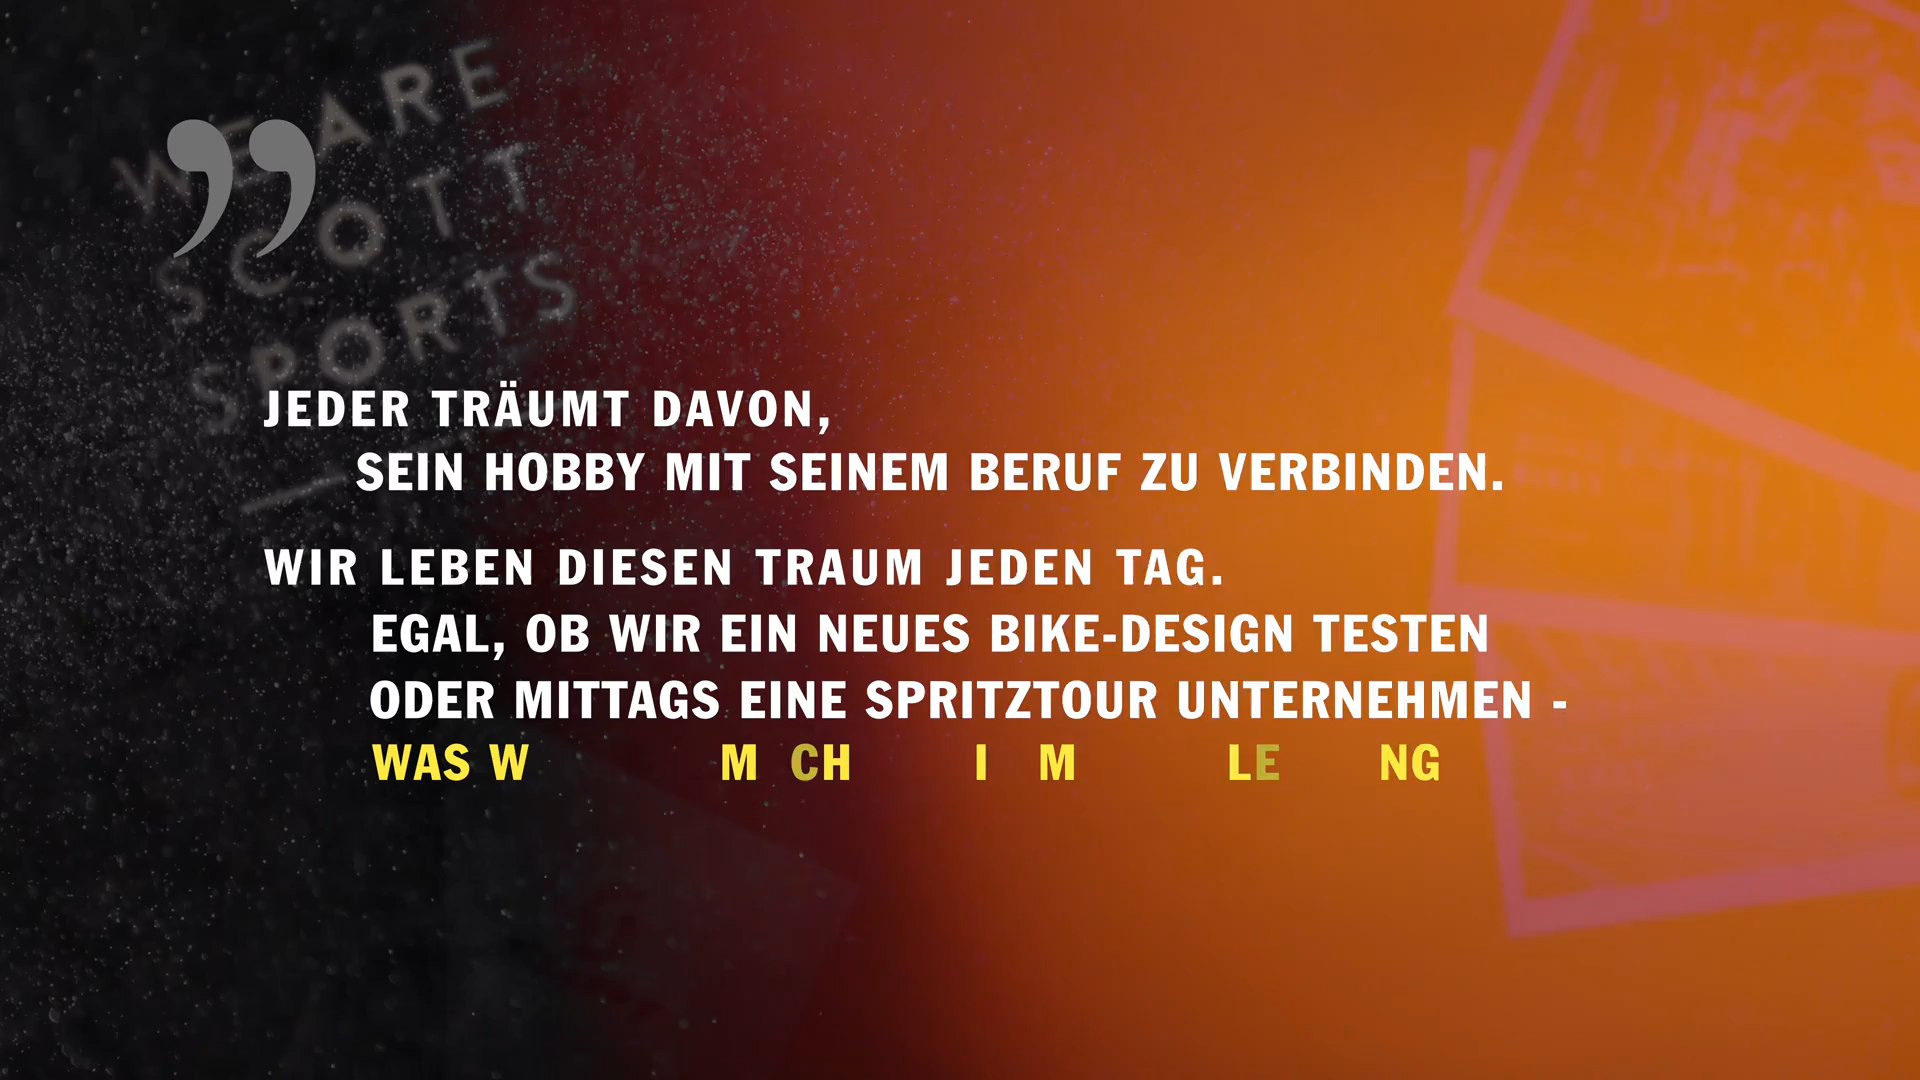 WE ARE
SCOTT
SPORTS
”
JEDER TRÄUMT DAVON,
SEIN HOBBY MIT SEINEM BERUF ZU VERBINDEN.
WIR LEBEN DIESEN TRAUM JEDEN TAG.
EGAL, OB WIR EIN NEUES BIKE-DESIGN TESTEN
ODER MITTAGS EINE SPRITZTOUR UNTERNEHMEN -
WAS W M CH I M LE NG